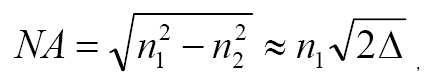 NA = √(n₁² − n₂²) ≈ n₁√(2Δ) ,